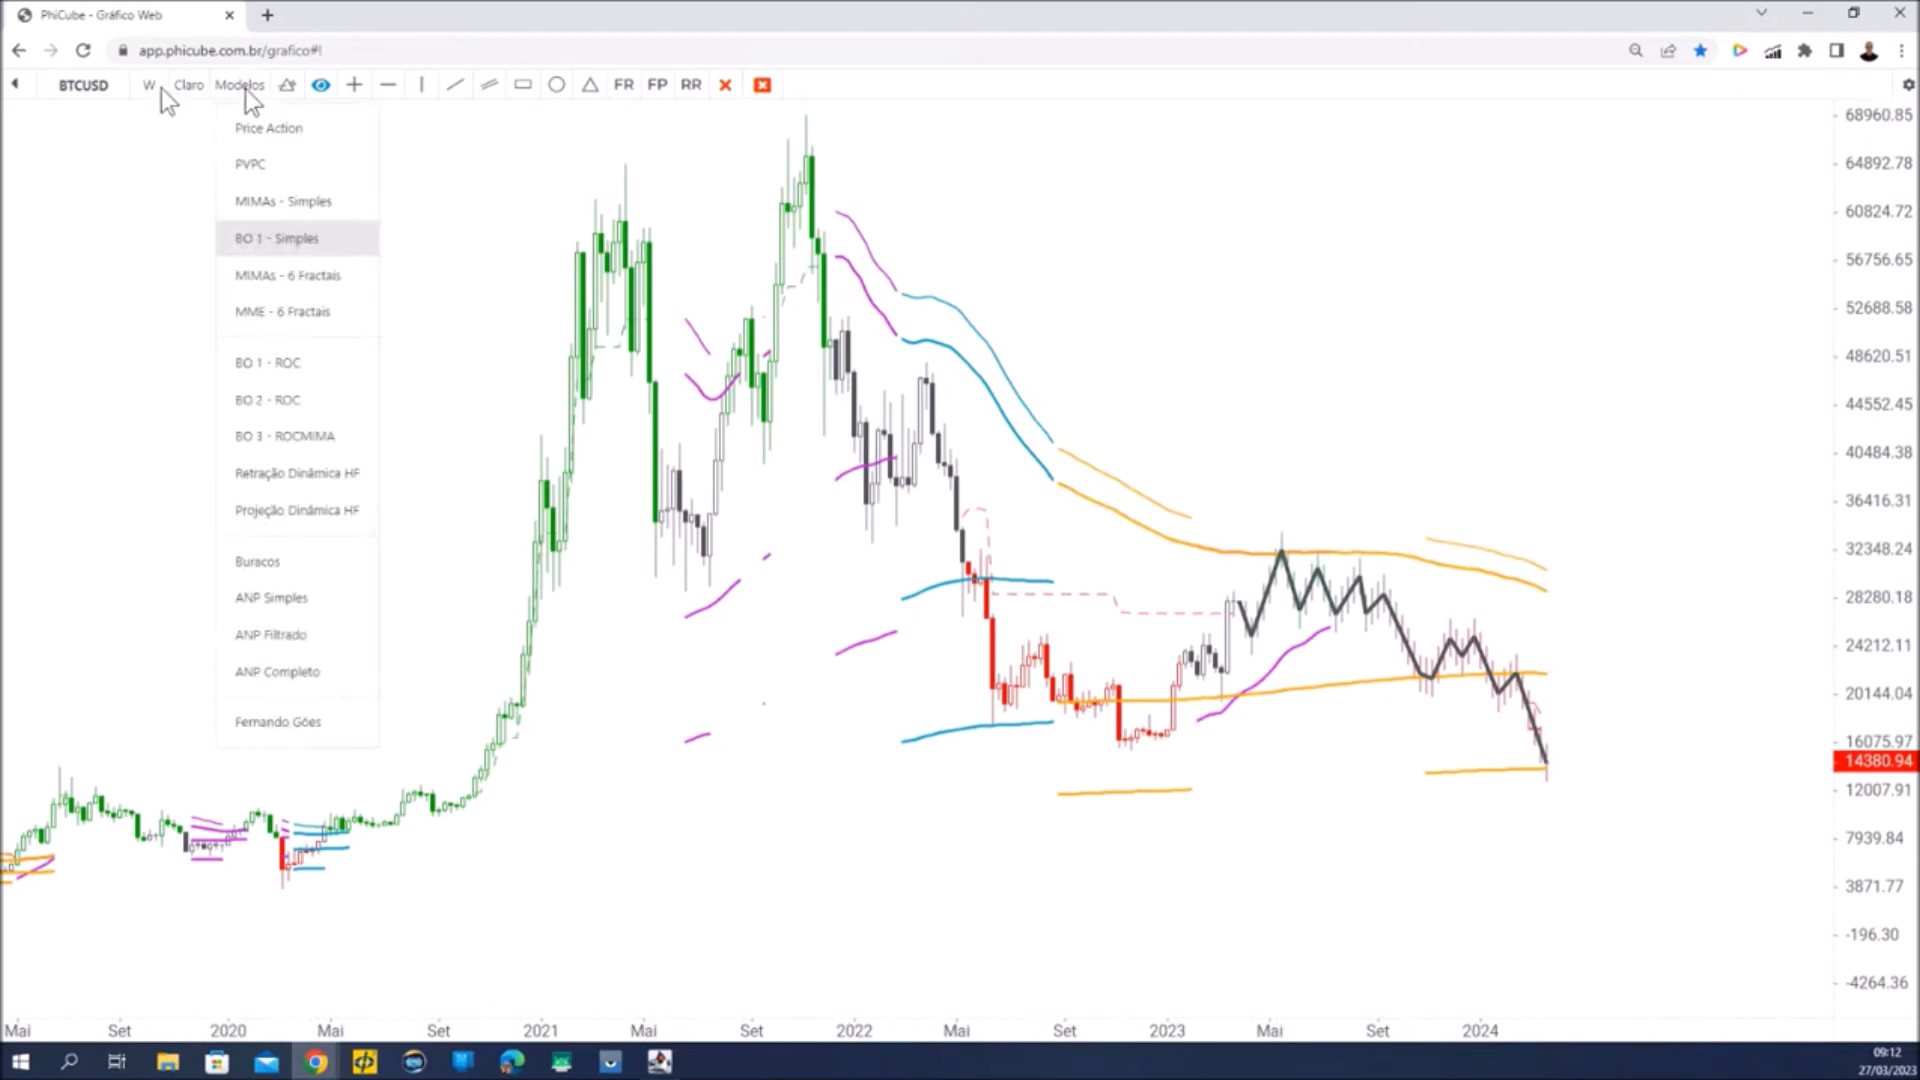 PhiCube - Gráfico Web
app.phicube.com.br/grafico#!
BTCUSD W Claro Modelos FR FP RR
Price Action
PVPC
MIMAs - Simples
BO 1 - Simples
MIMAs - 6 Fractais
MME - 6 Fractais
BO 1 - ROC
BO 2 - ROC
BO 3 - ROCMIMA
Retração Dinâmica HF
Projeção Dinâmica HF
Buracos
ANP Simples
ANP Filtrado
ANP Completo
Fernando Góes
68960.85
64892.78
60824.72
56756.65
52688.58
48620.51
44552.45
40484.38
36416.31
32348.24
28280.18
24212.11
20144.04
16075.97
14380.94
12007.91
7939.84
3871.77
-196.30
-4264.36
Mai Set 2020 Mai Set 2021 Mai Set 2022 Mai Set 2023 Mai Set 2024
09:12
27/03/2023